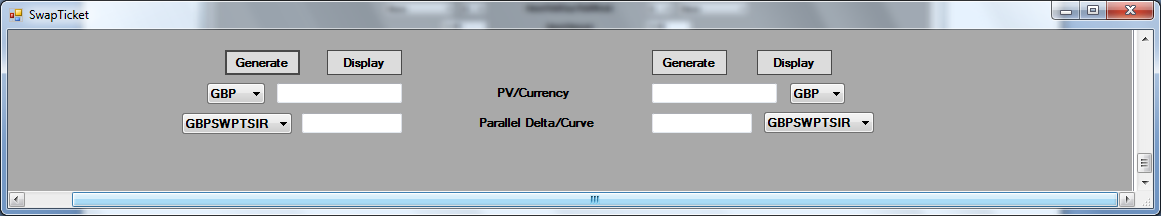 SwapTicket
Generate Display Generate Display
GBP PV/Currency GBP
GBPSWPTSIR Parallel Delta/Curve GBPSWPTSIR